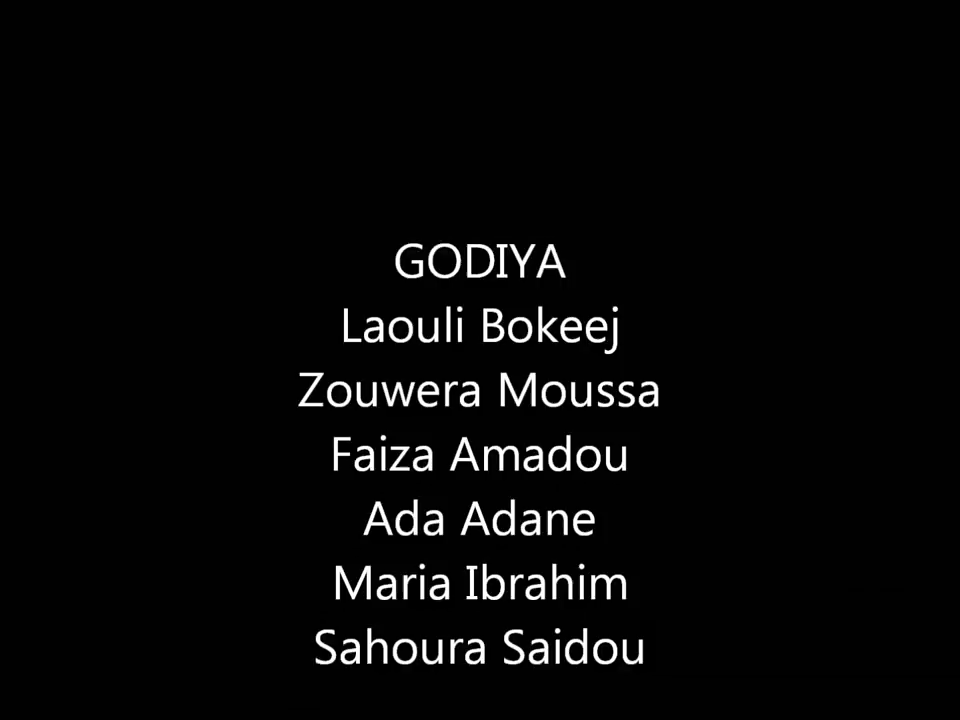 GODIYA
Laouli Bokeej
Zouwera Moussa
Faiza Amadou
Ada Adane
Maria Ibrahim
Sahoura Saidou